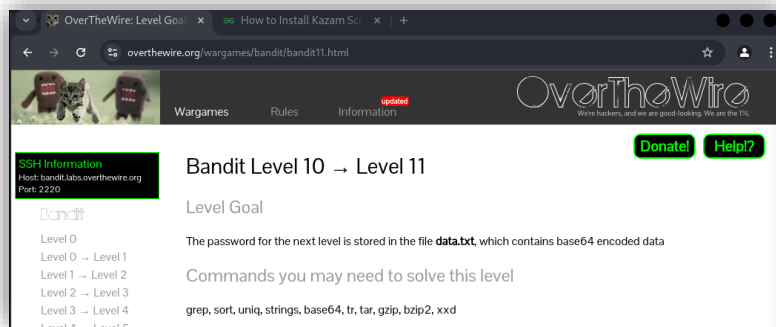 OverTheWire: Level Goal
How to Install Kazam Scr
overthewire.org/wargames/bandit/bandit11.html
OverTheWire
We're hackers, and we are good-looking. We are the 1%.
Wargames
Rules
Information
updated
Donate!
Help!?
SSH Information
Host: bandit.labs.overthewire.org
Port: 2220
Bandit
Level 0
Level 0 → Level 1
Level 1 → Level 2
Level 2 → Level 3
Level 3 → Level 4
Bandit Level 10 → Level 11
Level Goal
The password for the next level is stored in the file data.txt, which contains base64 encoded data
Commands you may need to solve this level
grep, sort, uniq, strings, base64, tr, tar, gzip, bzip2, xxd